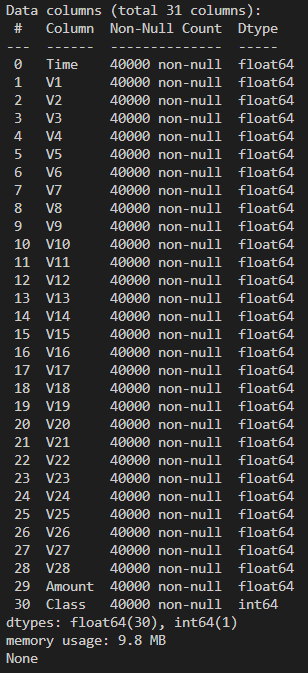 Data columns (total 31 columns):
 #   Column  Non-Null Count  Dtype
---  ------  --------------  -----
 0   Time    40000 non-null  float64
 1   V1      40000 non-null  float64
 2   V2      40000 non-null  float64
 3   V3      40000 non-null  float64
 4   V4      40000 non-null  float64
 5   V5      40000 non-null  float64
 6   V6      40000 non-null  float64
 7   V7      40000 non-null  float64
 8   V8      40000 non-null  float64
 9   V9      40000 non-null  float64
 10  V10     40000 non-null  float64
 11  V11     40000 non-null  float64
 12  V12     40000 non-null  float64
 13  V13     40000 non-null  float64
 14  V14     40000 non-null  float64
 15  V15     40000 non-null  float64
 16  V16     40000 non-null  float64
 17  V17     40000 non-null  float64
 18  V18     40000 non-null  float64
 19  V19     40000 non-null  float64
 20  V20     40000 non-null  float64
 21  V21     40000 non-null  float64
 22  V22     40000 non-null  float64
 23  V23     40000 non-null  float64
 24  V24     40000 non-null  float64
 25  V25     40000 non-null  float64
 26  V26     40000 non-null  float64
 27  V27     40000 non-null  float64
 28  V28     40000 non-null  float64
 29  Amount  40000 non-null  float64
 30  Class   40000 non-null  int64
dtypes: float64(30), int64(1)
memory usage: 9.8 MB
None